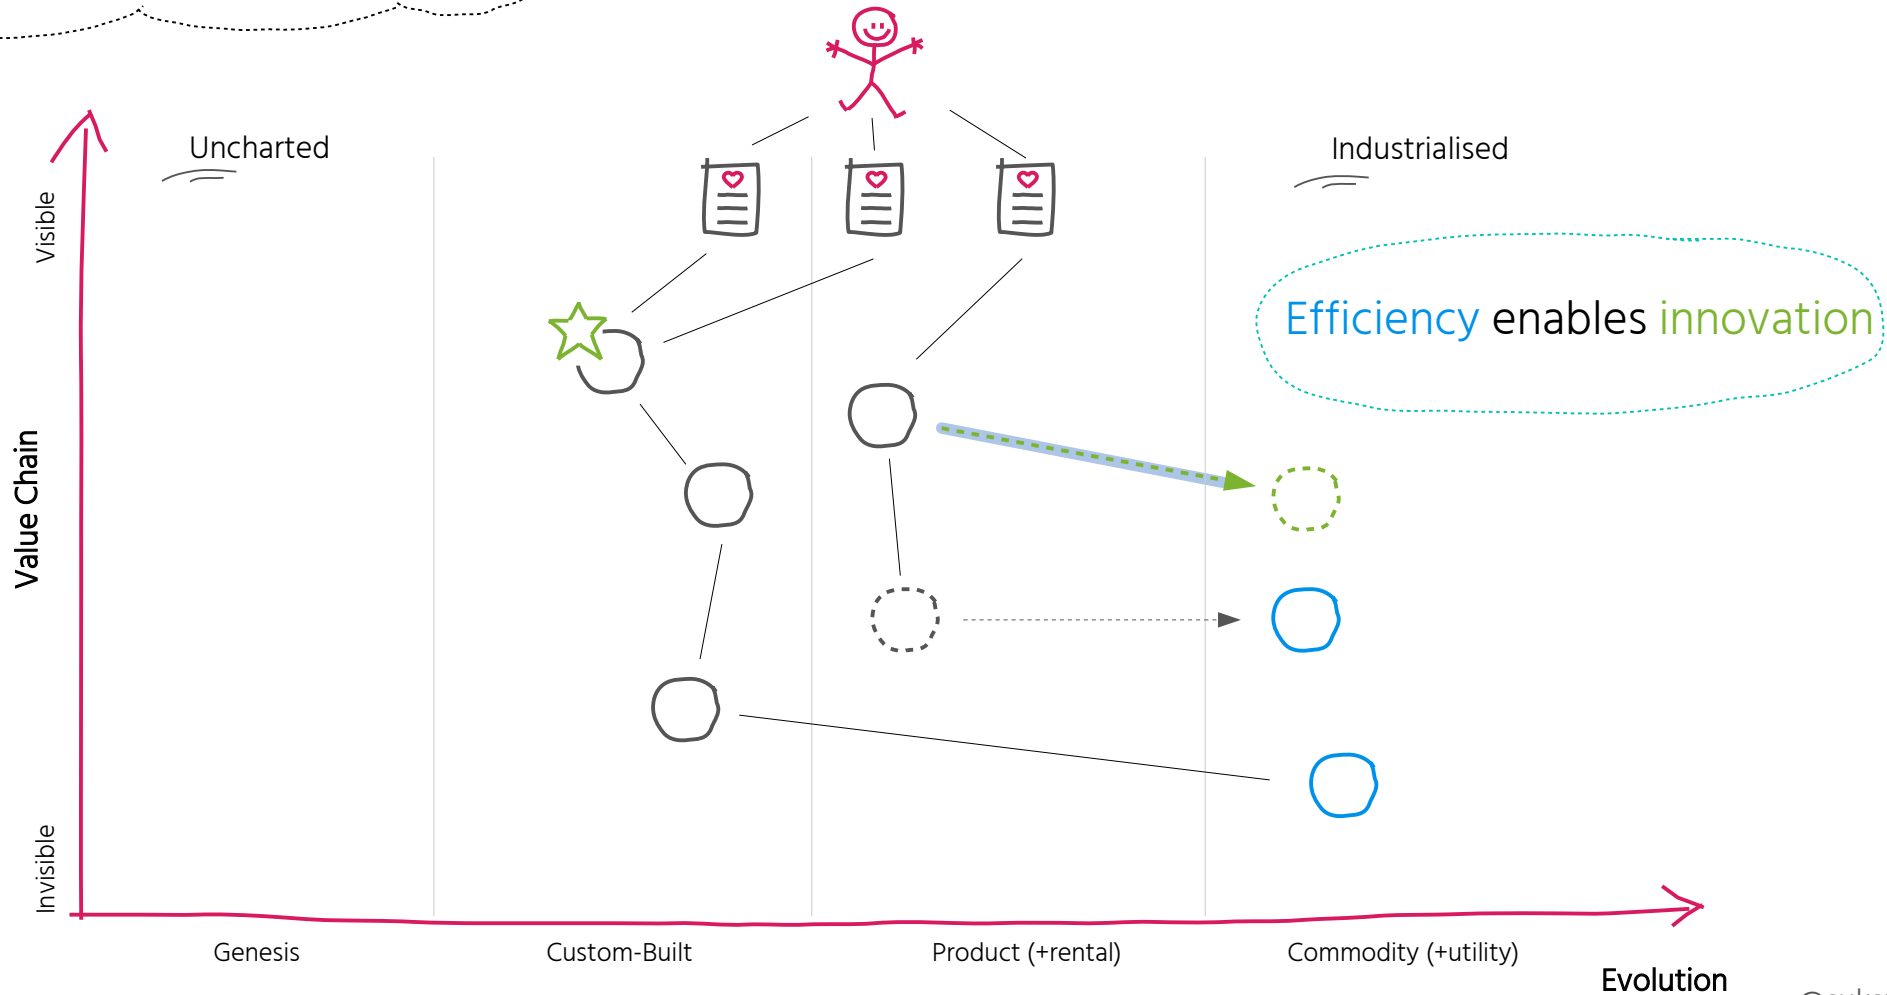 Uncharted
Industrialised
Visible
Efficiency enables innovation
Value Chain
Invisible
Genesis
Custom-Built
Product (+rental)
Commodity (+utility)
Evolution